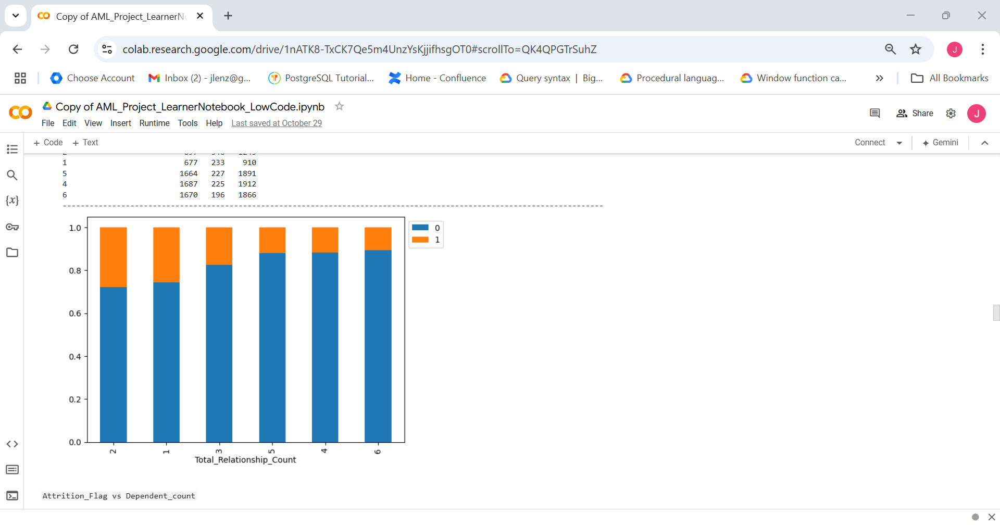 Copy of AML_Project_LearnerN
colab.research.google.com/drive/1nATK8-TxCK7Qe5m4UnzYsKjjifhsgOT0#scrollTo=QK4QPGTrSuhZ
J
Choose Account
Inbox (2) - jlenz@g...
PostgreSQL Tutorial...
Home - Confluence
Query syntax | Big...
Procedural languag...
Window function ca...
All Bookmarks
Copy of AML_Project_LearnerNotebook_LowCode.ipynb
Share
J
File Edit View Insert Runtime Tools Help Last saved at October 29
+ Code + Text
Connect
Gemini
1 677 233 910
5 1664 227 1891
4 1687 225 1912
6 1670 196 1866
------------------------------------------------------------------------------------------------------------------------
1.0
0.8
0.6
0.4
0.2
0.0
0
1
2 1 3 5 4 6
Total_Relationship_Count
Attrition_Flag vs Dependent_count